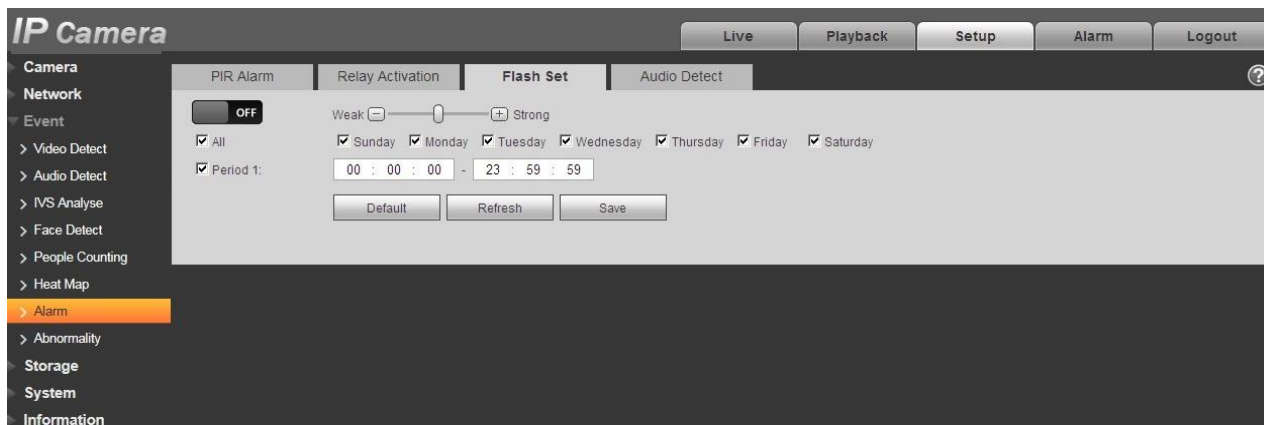 IP Camera
Live Playback Setup Alarm Logout
Camera
Network
Event
> Video Detect
> Audio Detect
> IVS Analyse
> Face Detect
> People Counting
> Heat Map
> Alarm
> Abnormality
Storage
System
Information
PIR Alarm Relay Activation Flash Set Audio Detect ?
OFF Weak - + Strong
All Sunday Monday Tuesday Wednesday Thursday Friday Saturday
Period 1: 00 : 00 : 00 - 23 : 59 : 59
Default Refresh Save